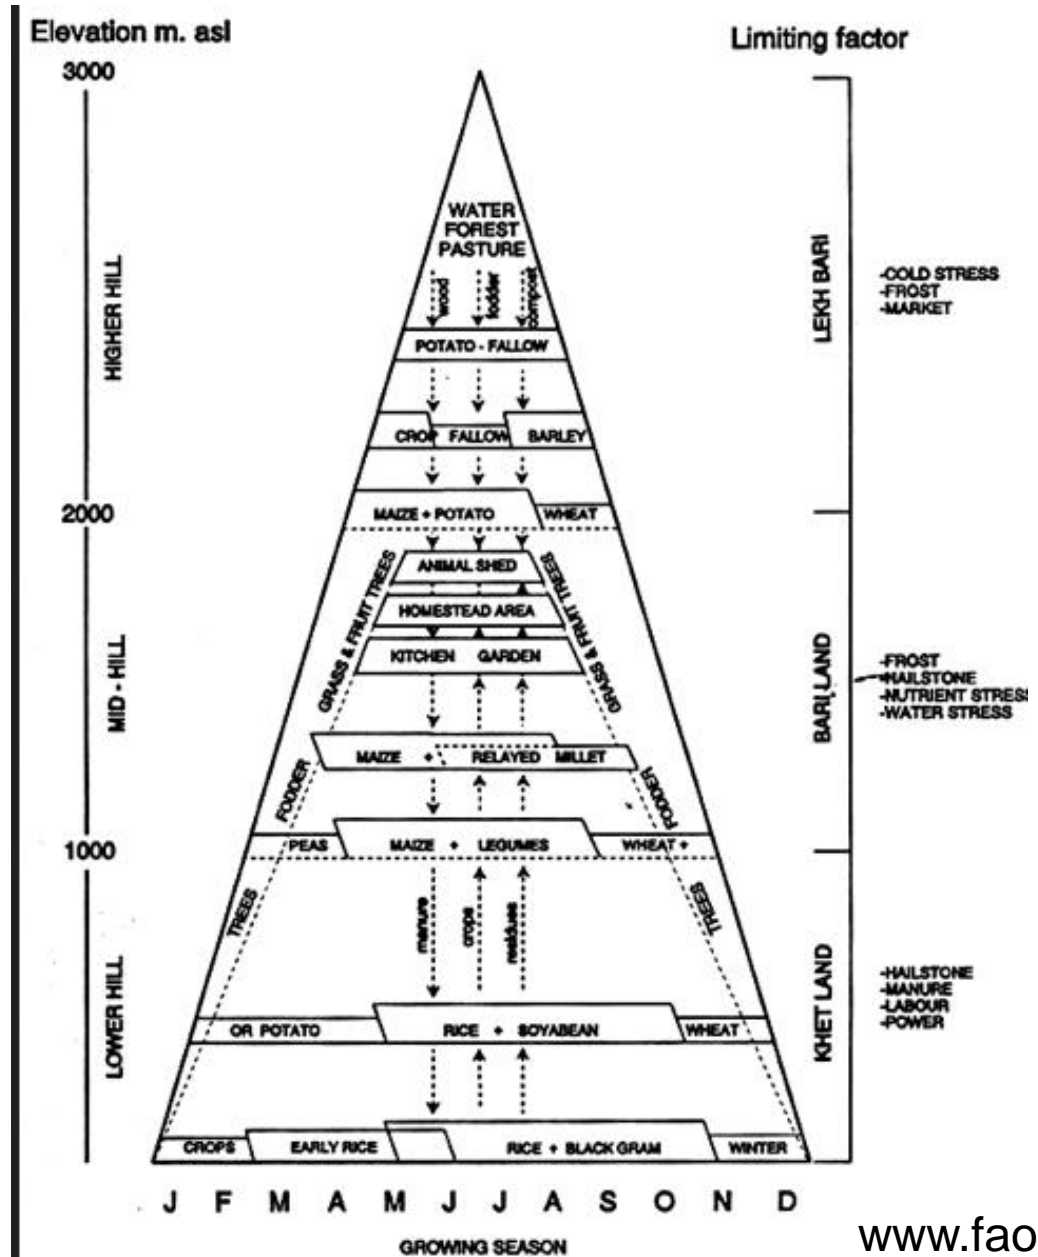 Elevation m. asl
Limiting factor
3000
WATER
FOREST
PASTURE
HIGHER HILL
LEKH BARI
-COLD STRESS
-FROST
-MARKET
wood
fodder
compost
POTATO - FALLOW
CROP FALLOW BARLEY
2000
MAIZE + POTATO WHEAT
ANIMAL SHED
GRASS & FRUIT TREES
GRASS & FRUIT TREES
HOMESTEAD AREA
KITCHEN GARDEN
MID - HILL
BARI LAND
-FROST
-HAILSTONE
-NUTRIENT STRESS
-WATER STRESS
MAIZE + RELAYED MILLET
FODDER
FODDER
1000
PEAS MAIZE + LEGUMES WHEAT +
TREES
TREES
manure
crops
residues
LOWER HILL
KHET LAND
-HAILSTONE
-MANURE
-LABOUR
-POWER
OR POTATO RICE + SOYABEAN WHEAT
CROPS EARLY RICE RICE + BLACK GRAM WINTER
J F M A M J J A S O N D
GROWING SEASON
www.fao